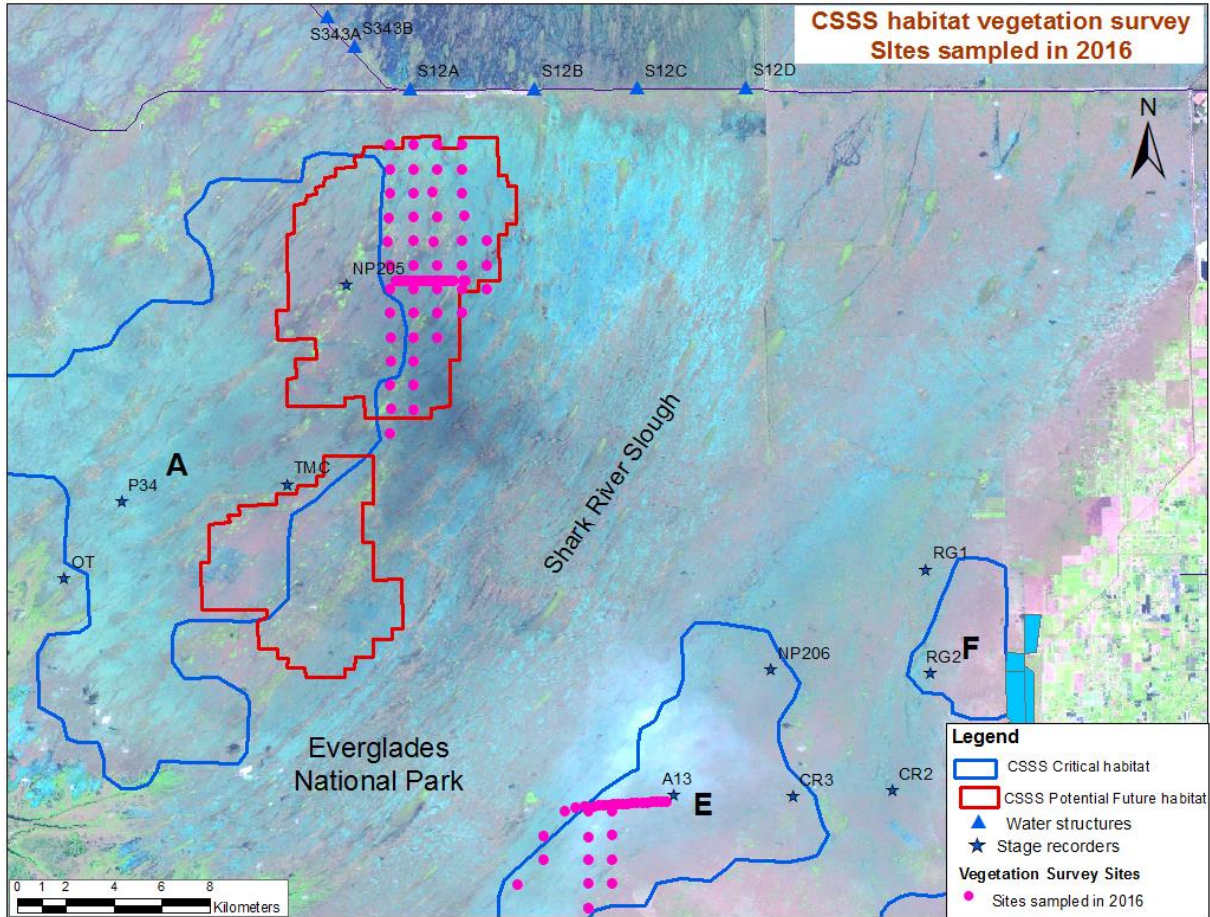 CSSS habitat vegetation survey
SItes sampled in 2016
S343A
S343B
S12A
S12B
S12C
S12D
N
NP205
A
TMC
P34
OT
Shark River Slough
RG1
NP206
RG2
F
Everglades
National Park
A13
E
CR3
CR2
Legend
CSSS Critical habitat
CSSS Potential Future habitat
Water structures
Stage recorders
Vegetation Survey Sites
Sites sampled in 2016
0 1 2 4 6 8
Kilometers